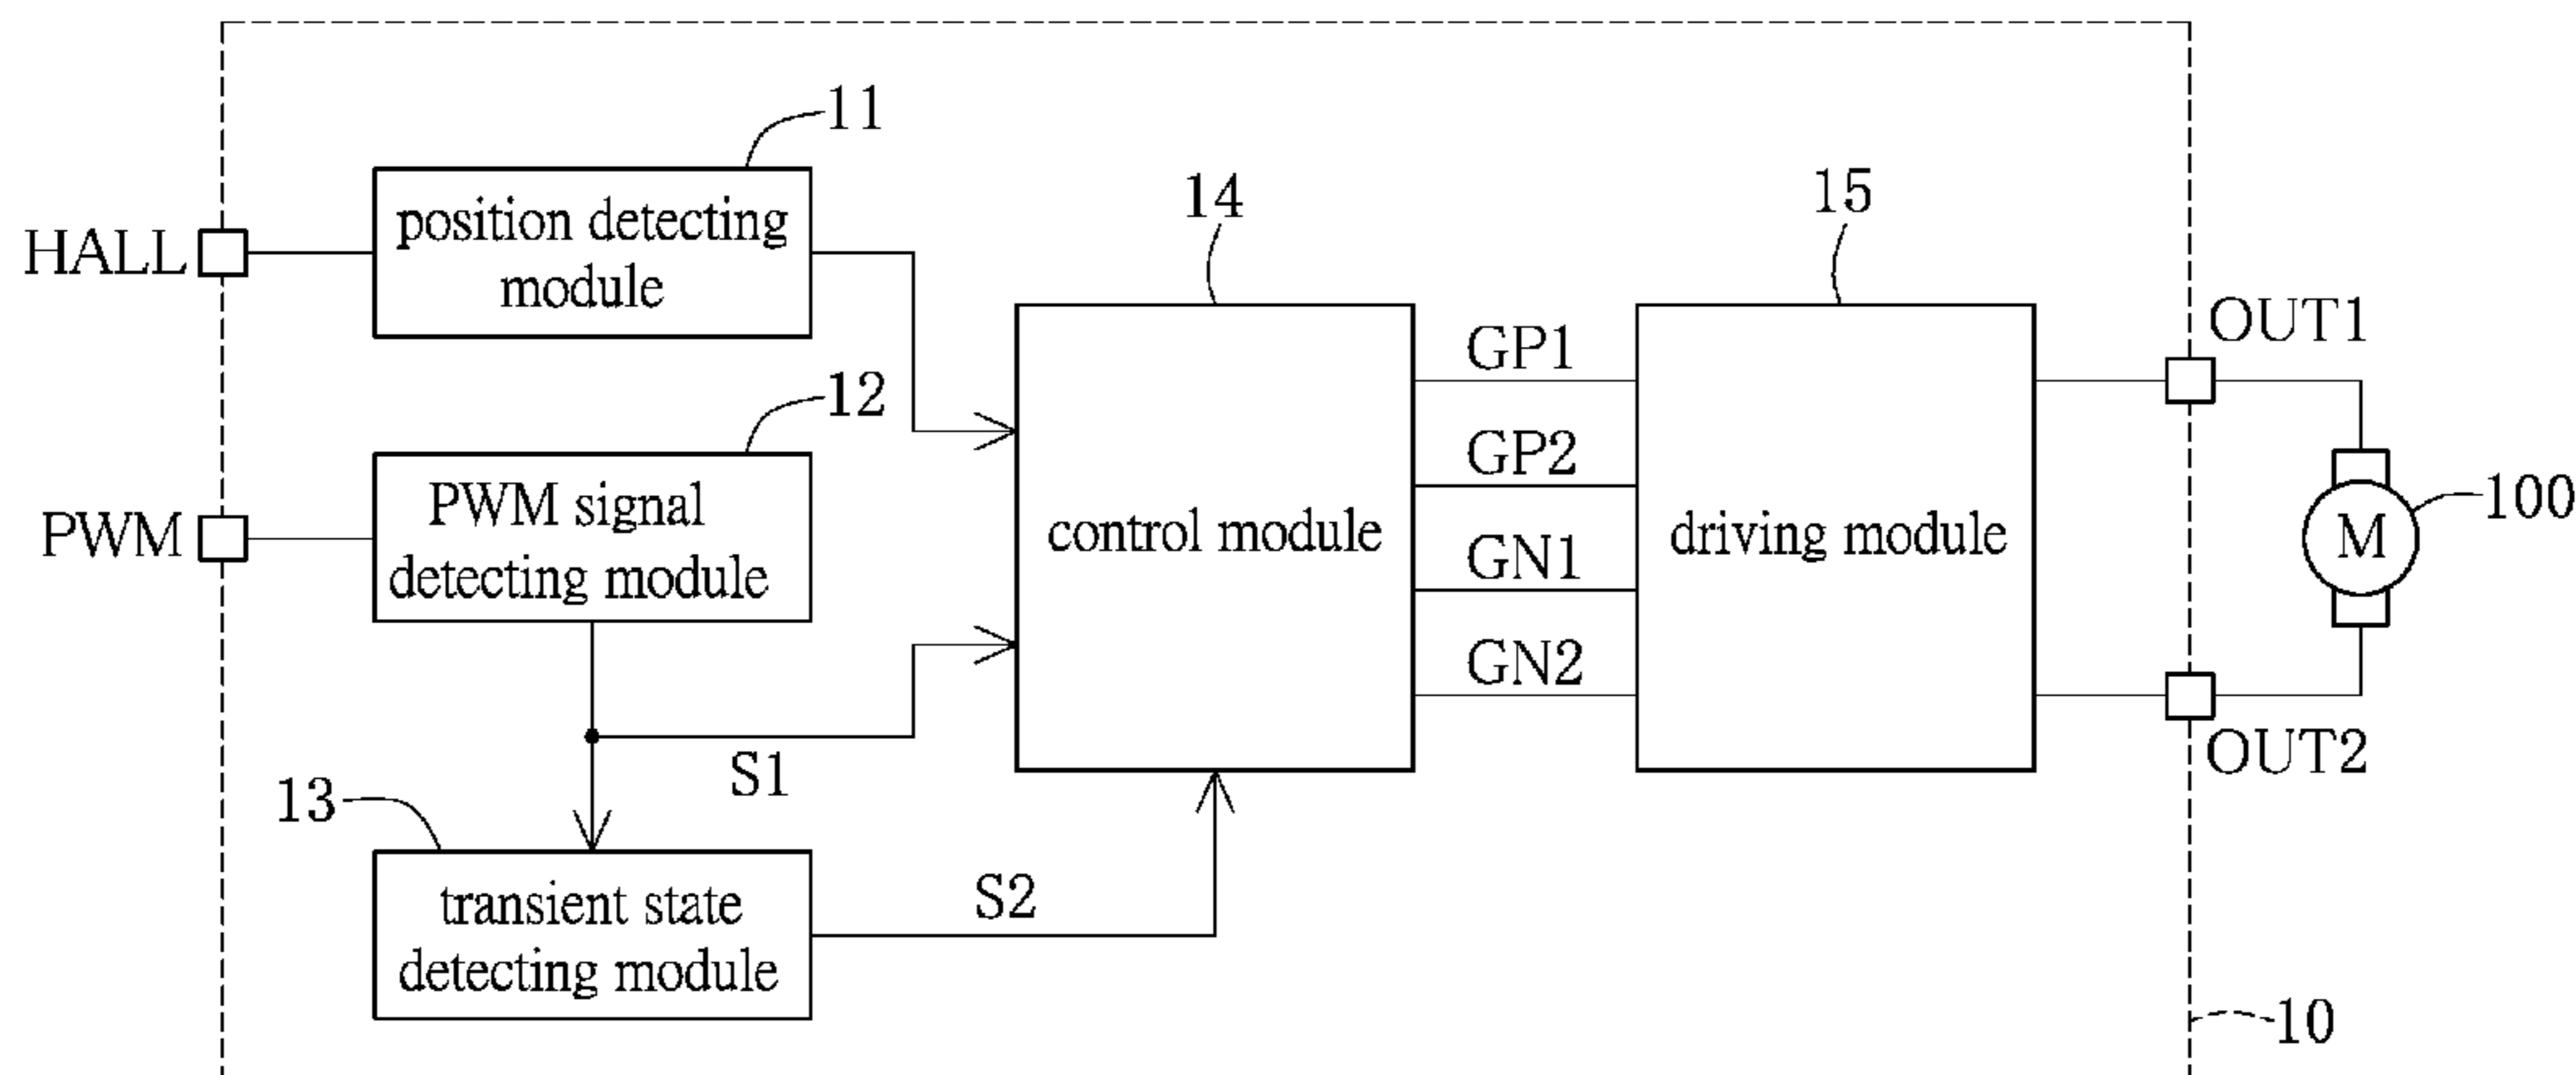 11
position detecting
module
HALL
12
PWM signal
detecting module
PWM
S1
13
transient state
detecting module
S2
14
control module
GP1
GP2
GN1
GN2
15
driving module
OUT1
OUT2
M
100
10